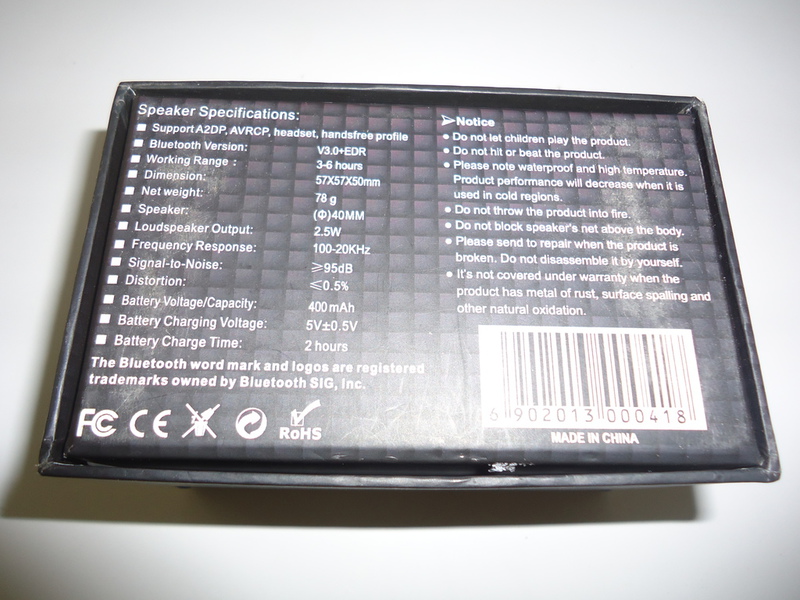 Speaker Specifications:
Support A2DP, AVRCP, headset, handsfree profile
Bluetooth Version: V3.0+EDR
Working Range : 3-6 hours
Dimension: 57X57X50mm
Net weight: 78 g
Speaker: (Φ)40MM
Loudspeaker Output: 2.5W
Frequency Response: 100-20KHz
Signal-to-Noise: ≥95dB
Distortion: ≤0.5%
Battery Voltage/Capacity: 400mAh
Battery Charging Voltage: 5V±0.5V
Battery Charge Time: 2 hours
The Bluetooth word mark and logos are registered
trademarks owned by Bluetooth SIG, Inc.
FC CE RoHS
Notice
Do not let children play the product.
Do not hit or beat the product.
Please note waterproof and high temperature.
Product performance will decrease when it is
used in cold regions.
Do not throw the product into fire.
Do not block speaker's net above the body.
Please send to repair when the product is
broken. Do not disassemble it by yourself.
It's not covered under warranty when the
product has metal of rust, surface spalling and
other natural oxidation.
6 902013 000418
MADE IN CHINA